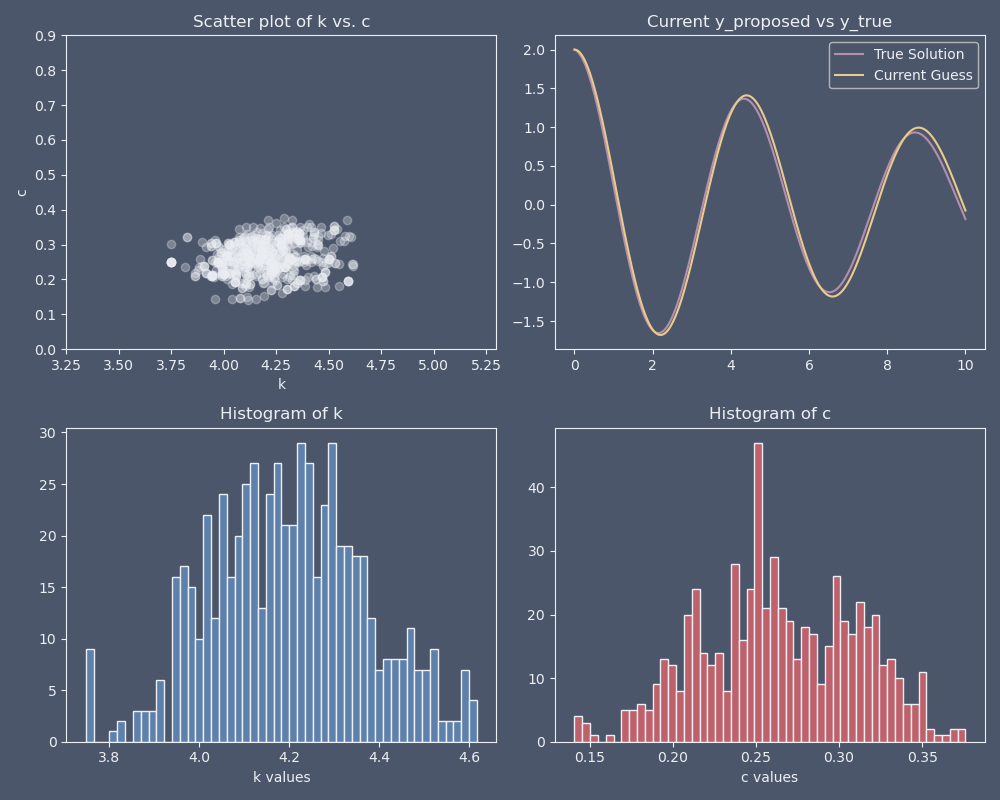 Scatter plot of k vs. c
0.9
0.8
0.7
0.6
0.5
0.4
0.3
0.2
0.1
0.0
c
3.25 3.50 3.75 4.00 4.25 4.50 4.75 5.00 5.25
k
Current y_proposed vs y_true
True Solution
Current Guess
2.0
1.5
1.0
0.5
0.0
−0.5
−1.0
−1.5
0 2 4 6 8 10
Histogram of k
30
25
20
15
10
5
0
3.8 4.0 4.2 4.4 4.6
k values
Histogram of c
40
30
20
10
0
0.15 0.20 0.25 0.30 0.35
c values